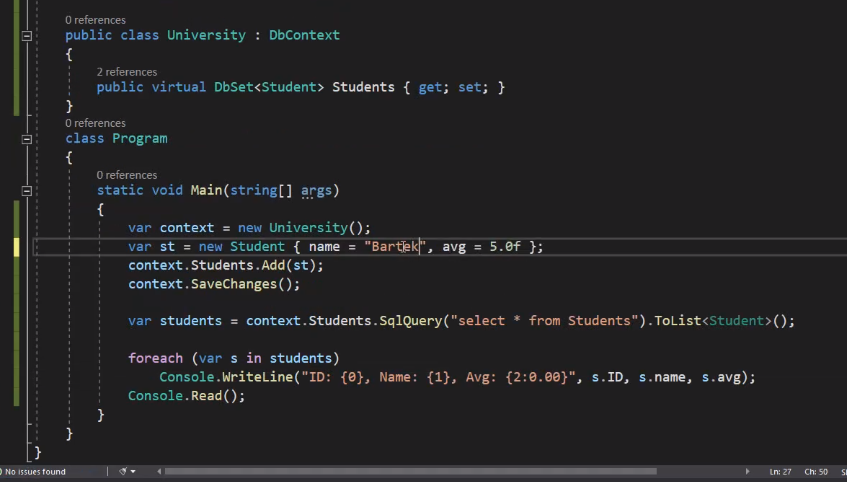 0 references
public class University : DbContext
{
2 references
public virtual DbSet<Student> Students { get; set; }
}
0 references
class Program
{
0 references
static void Main(string[] args)
{
var context = new University();
var st = new Student { name = "Bartek", avg = 5.0f };
context.Students.Add(st);
context.SaveChanges();
var students = context.Students.SqlQuery("select * from Students").ToList<Student>();
foreach (var s in students)
Console.WriteLine("ID: {0}, Name: {1}, Avg: {2:0.00}", s.ID, s.name, s.avg);
Console.Read();
}
}
}
No issues found
Ln: 27 Ch: 50